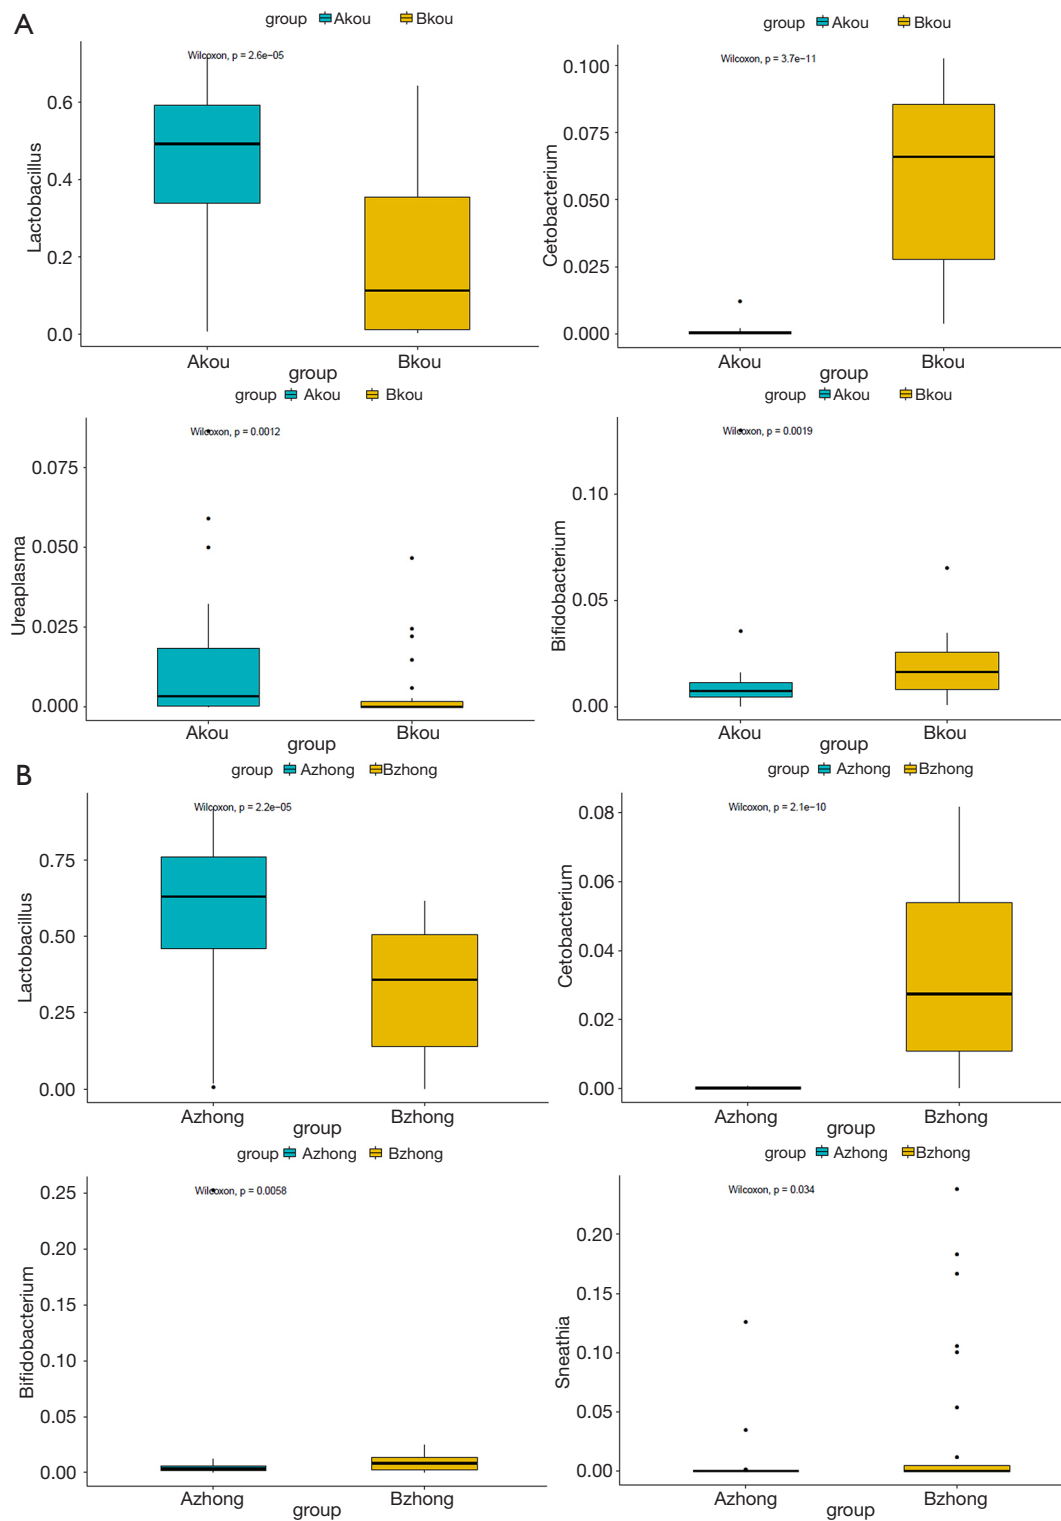 A
group Akou Bkou
Wilcoxon, p = 2.6e−05
Lactobacillus
0.6
0.4
0.2
0.0
Akou Bkou
group
group Akou Bkou
Wilcoxon, p = 3.7e−11
Cetobacterium
0.100
0.075
0.050
0.025
0.000
Akou Bkou
group
group Akou Bkou
Wilcoxon, p = 0.0012
Ureaplasma
0.075
0.050
0.025
0.000
Akou Bkou
group
group Akou Bkou
Wilcoxon, p = 0.0019
Bifidobacterium
0.10
0.05
0.00
Akou Bkou
group
B
group Azhong Bzhong
Wilcoxon, p = 2.2e−05
Lactobacillus
0.75
0.50
0.25
0.00
Azhong Bzhong
group
group Azhong Bzhong
Wilcoxon, p = 2.1e−10
Cetobacterium
0.08
0.06
0.04
0.02
0.00
Azhong Bzhong
group
group Azhong Bzhong
Wilcoxon, p = 0.0058
Bifidobacterium
0.25
0.20
0.15
0.10
0.05
0.00
Azhong Bzhong
group
group Azhong Bzhong
Wilcoxon, p = 0.034
Sneathia
0.20
0.15
0.10
0.05
0.00
Azhong Bzhong
group